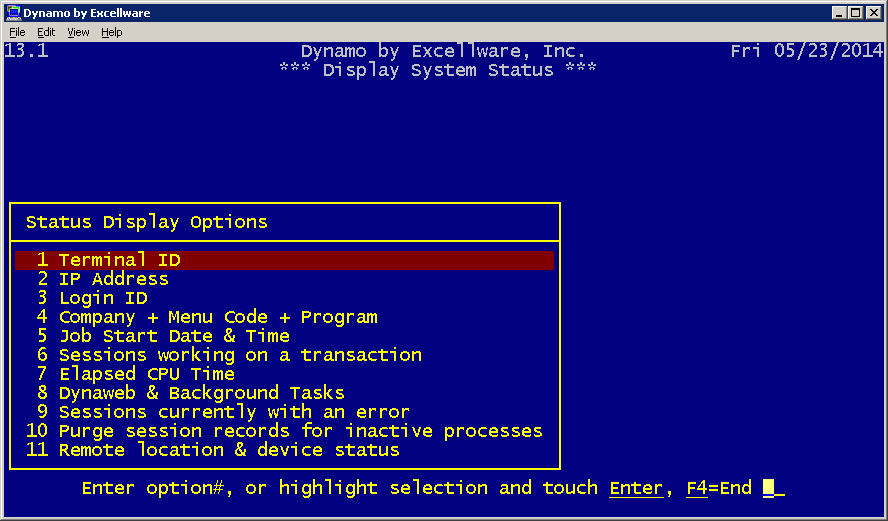 Dynamo by Excellware
File Edit View Help
13.1 Dynamo by Excellware, Inc. Fri 05/23/2014
*** Display System Status ***
Status Display Options
1 Terminal ID
2 IP Address
3 Login ID
4 Company + Menu Code + Program
5 Job Start Date & Time
6 Sessions working on a transaction
7 Elapsed CPU Time
8 Dynaweb & Background Tasks
9 Sessions currently with an error
10 Purge session records for inactive processes
11 Remote location & device status
Enter option#, or highlight selection and touch Enter, F4=End _